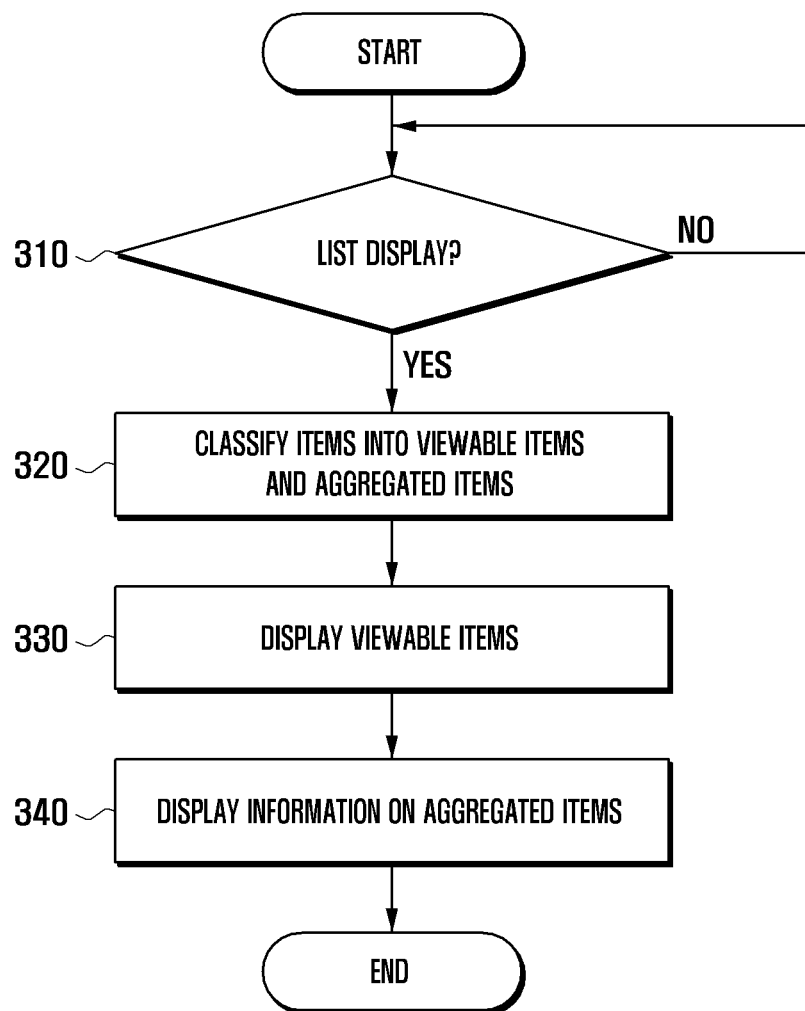 START
310
LIST DISPLAY?
NO
YES
320
CLASSIFY ITEMS INTO VIEWABLE ITEMS
AND AGGREGATED ITEMS
330
DISPLAY VIEWABLE ITEMS
340
DISPLAY INFORMATION ON AGGREGATED ITEMS
END